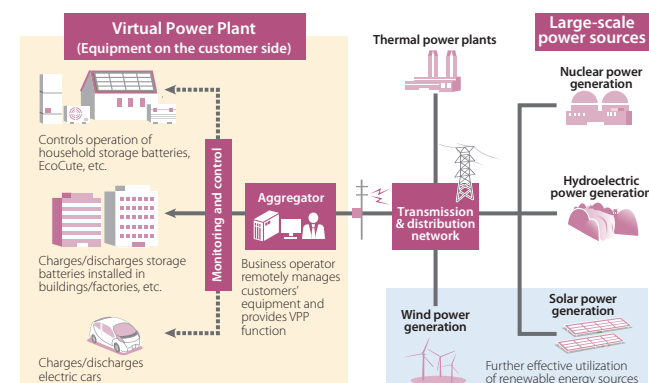 Virtual Power Plant
(Equipment on the customer side)
Controls operation of
household storage batteries,
EcoCute, etc.
Charges/discharges storage
batteries installed in
buildings/factories, etc.
Charges/discharges
electric cars
Monitoring and control
Aggregator
Business operator
remotely manages
customers'
equipment and
provides VPP
function
Thermal power plants
Transmission
& distribution
network
Wind power
generation
Large-scale
power sources
Nuclear power
generation
Hydroelectric
power generation
Solar power
generation
Further effective utilization
of renewable energy sources